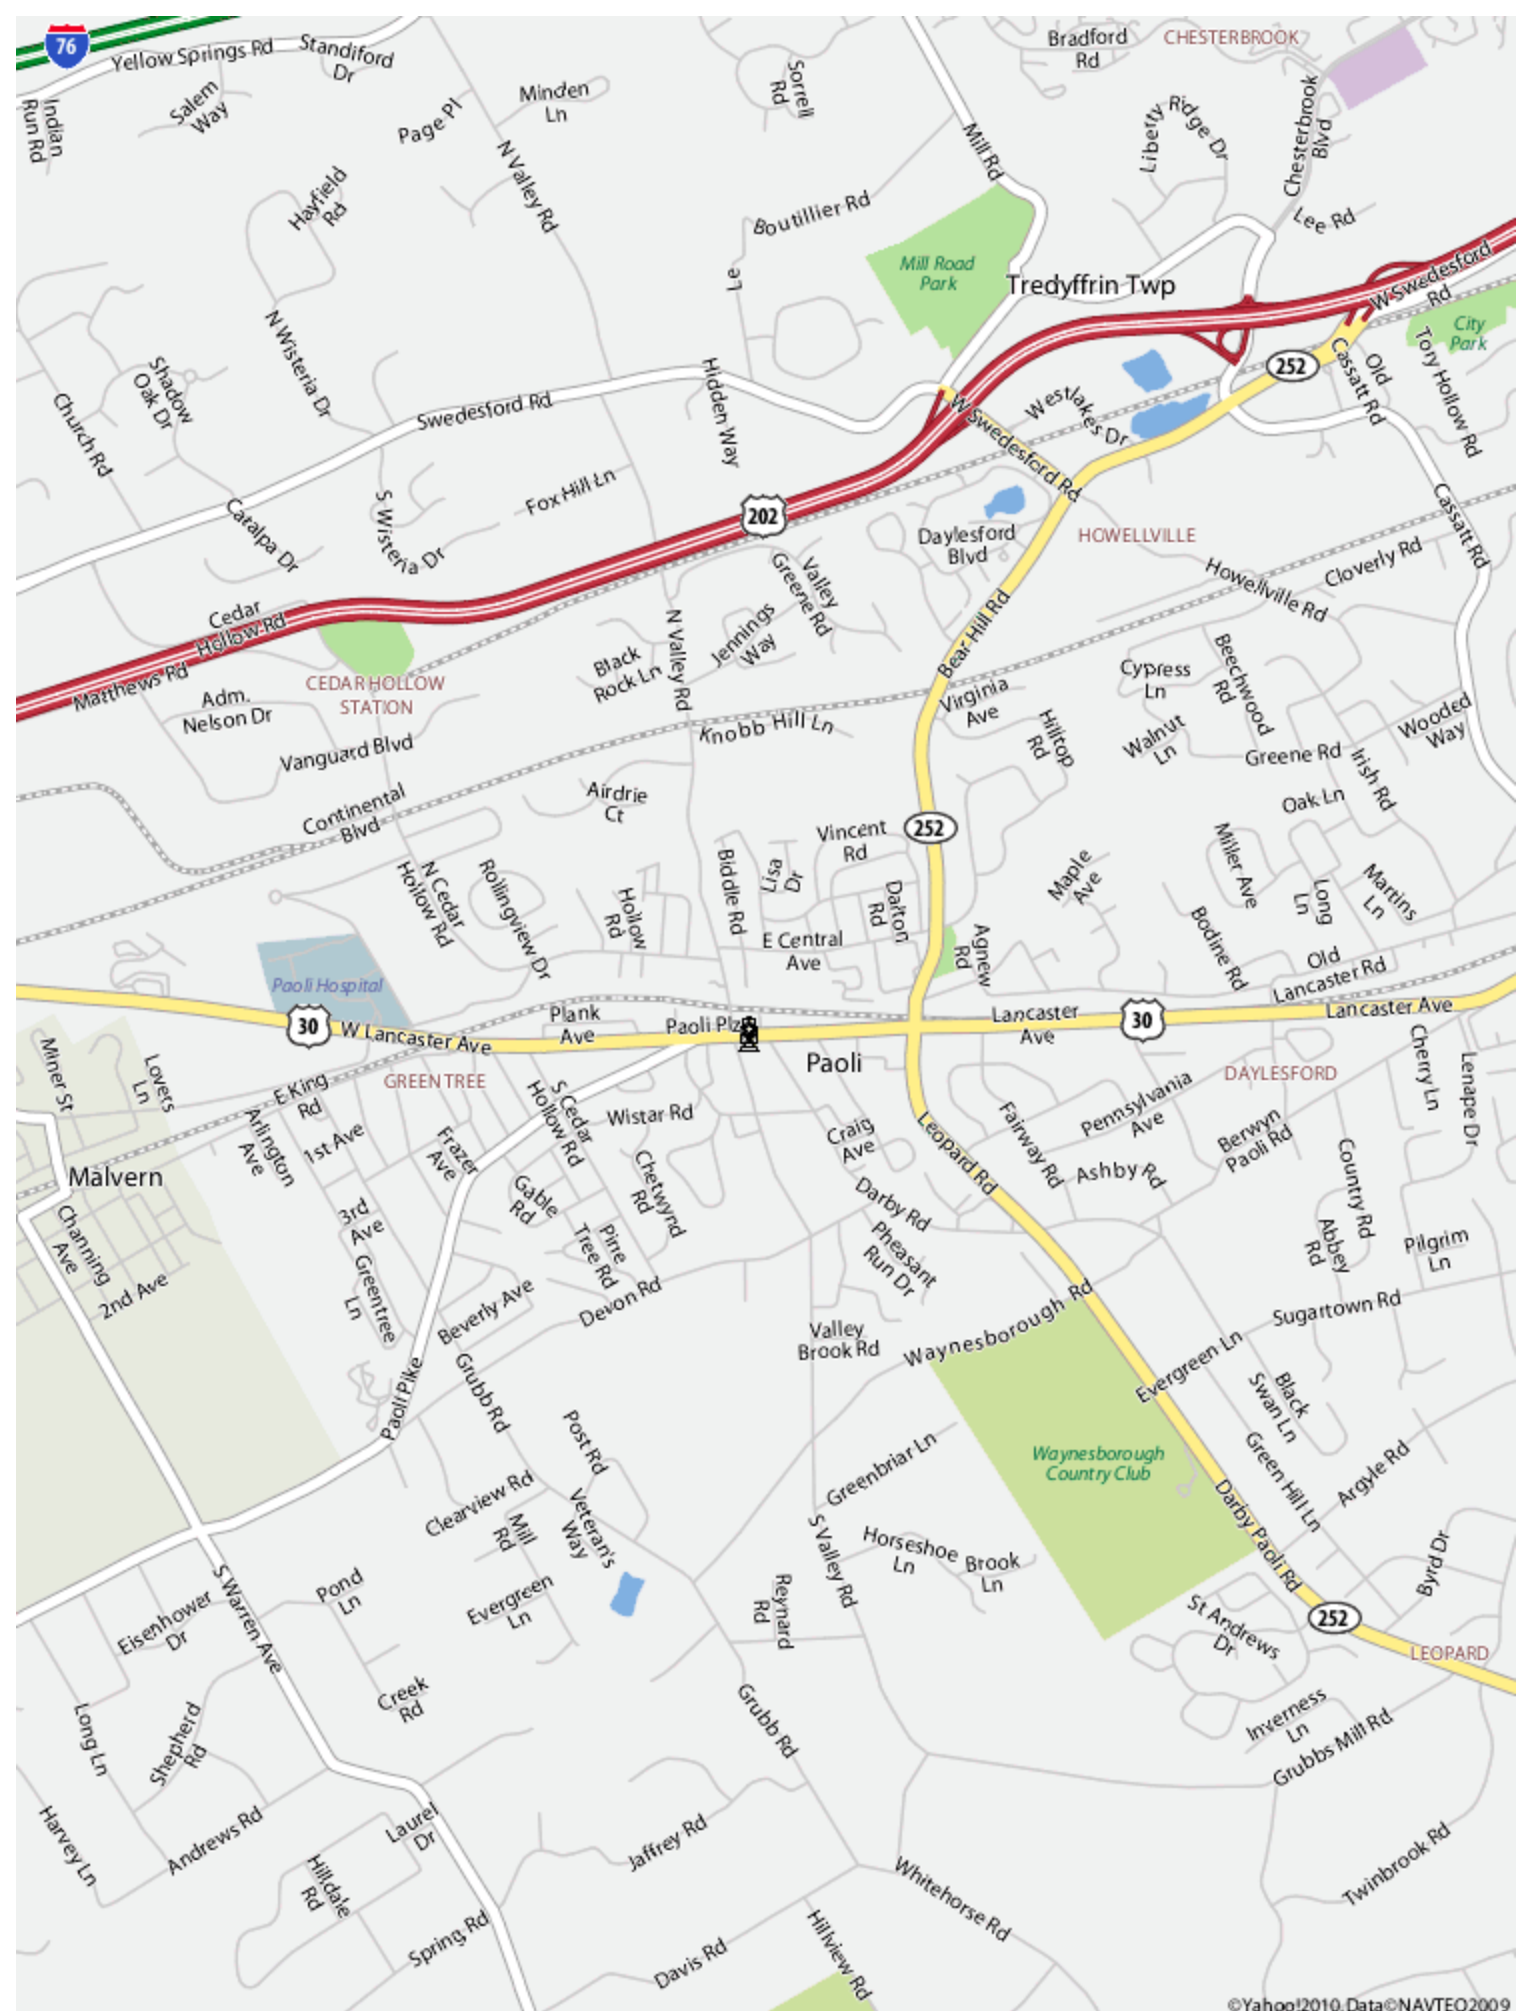 76
Yellow Springs Rd
Standiford
Dr
Bradford
Rd
CHESTERBROOK
Indian
Run Rd
Salem
Way
Page Pl
Minden
Ln
Sorrell
Rd
Mill Rd
Liberty
Ridge Dr
Chesterbrook
Blvd
N Valley Rd
Hayfield
Rd
Boutillier Rd
Lee Rd
Le
Mill Road
Park
Tredyffrin Twp
W Swedesford
Rd
City
Park
N Wisteria Dr
Shadow
Oak Dr
Church Rd
Swedesford Rd
Hidden Way
252
Old
Cassatt Rd
Tory Hollow Rd
Westlakes Dr
W Swedesford Rd
Fox Hill Ln
S Wisteria Dr
Catalpa Dr
202
Daylesford
Blvd
HOWELLVILLE
Cassatt Rd
Howellville Rd
Cloverly Rd
Valley
Greene Rd
Bear Hill Rd
Cedar
Hollow Rd
Matthews Rd
Jennings
Way
N Valley Rd
Black
Rock Ln
Cypress
Ln
Beechwood
Rd
CEDAR HOLLOW
STATION
Adm.
Nelson Dr
Virginia
Ave
Knobb Hill Ln
Hilltop
Rd
Walnut
Ln
Wooded
Way
Vanguard Blvd
Greene Rd
Irish Rd
Oak Ln
Airdrie
Ct
Continental
Blvd
Vincent
Rd
252
Maple
Ave
Miller Ave
Long
Ln
Martins
Ln
N Cedar
Hollow Rd
Rollingview Dr
Hollow
Rd
Biddle Rd
Lisa
Dr
Dalton
Rd
E Central
Ave
Agnew
Rd
Bodine Rd
Old
Lancaster Rd
Paoli Hospital
30
W Lancaster Ave
Plank
Ave
Paoli Plz
Lancaster
Ave
30
Lancaster Ave
Paoli
Miner St
Lovers
Ln
GREENTREE
DAYLESFORD
Cherry Ln
Lenape Dr
E King
Rd
Arlington
Ave
1st Ave
S Cedar
Hollow Rd
Wistar Rd
Craig
Ave
Leopard Rd
Fairway Rd
Pennsylvania
Ave
Berwyn
Paoli Rd
Frazer
Ave
Chetwynd
Rd
Ashby Rd
Country Rd
Malvern
Gable
Rd
Darby Rd
3rd
Ave
Channing
Ave
Pine
Tree Rd
Pheasant
Run Dr
Abbey
Rd
Pilgrim
Ln
2nd Ave
Greentree
Ln
Devon Rd
Beverly Ave
Waynesborough Rd
Sugartown Rd
Valley
Brook Rd
Evergreen Ln
Paoli Pike
Grubb Rd
Black
Swan Ln
Post Rd
Greenbriar Ln
Waynesborough
Country Club
Green Hill Ln
Argyle Rd
Clearview Rd
Mill
Rd
Veteran's
Way
S Valley Rd
Horseshoe
Ln
Brook
Ln
Darby Paoli Rd
Byrd Dr
S Warren Ave
Pond
Ln
Eisenhower
Dr
Evergreen
Ln
Reynard
Rd
St Andrews
Dr
252
LEOPARD
Creek
Rd
Long Ln
Shepherd
Rd
Grubb Rd
Inverness
Ln
Grubbs Mill Rd
Harvey Ln
Andrews Rd
Laurel
Dr
Jaffrey Rd
Hilldale
Rd
Whitehorse Rd
Twinbrook Rd
Spring Rd
Davis Rd
Hillview Rd
©Yahoo!2010, Data©NAVTEQ2009